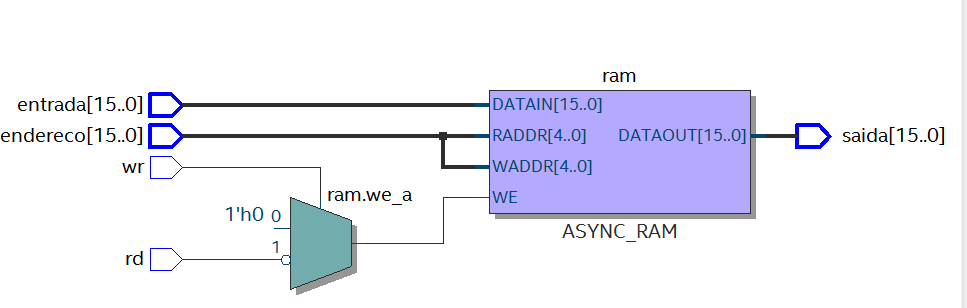 ram
entrada[15..0]
DATAIN[15..0]
endereco[15..0]
RADDR[4..0]
DATAOUT[15..0]
saida[15..0]
wr
WADDR[4..0]
ram.we_a
WE
1'h0
0
ASYNC_RAM
1
rd